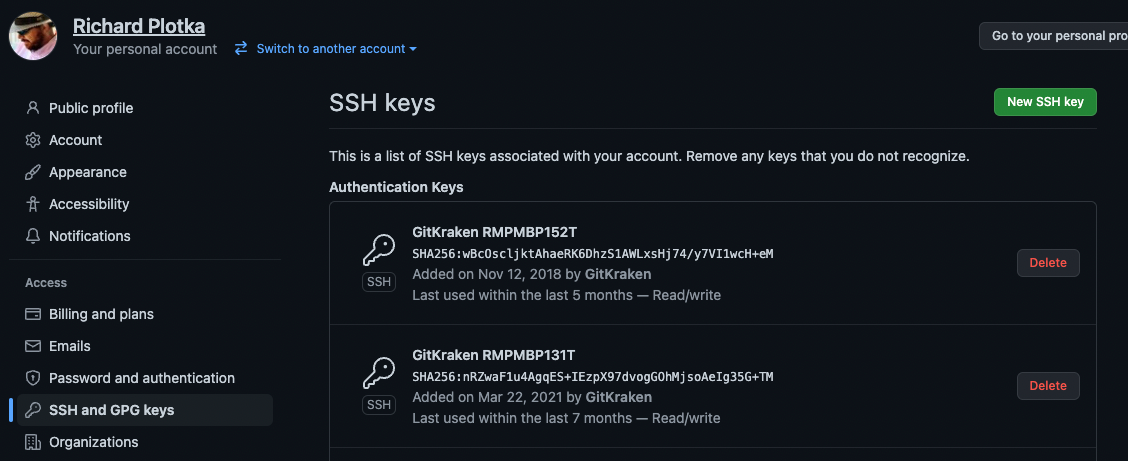 Richard Plotka
Your personal account
Switch to another account
Go to your personal pro
Public profile
Account
Appearance
Accessibility
Notifications
Access
Billing and plans
Emails
Password and authentication
SSH and GPG keys
Organizations
SSH keys
New SSH key
This is a list of SSH keys associated with your account. Remove any keys that you do not recognize.
Authentication Keys
SSH
GitKraken RMPMBP152T
SHA256:wBcOscljktAhaeRK6DhzS1AWLxsHj74/y7VI1wcH+eM
Added on Nov 12, 2018 by GitKraken
Last used within the last 5 months — Read/write
Delete
SSH
GitKraken RMPMBP131T
SHA256:nRZwaF1u4AgqES+IEzpX97dvogGOhMjsoAeIg35G+TM
Added on Mar 22, 2021 by GitKraken
Last used within the last 7 months — Read/write
Delete